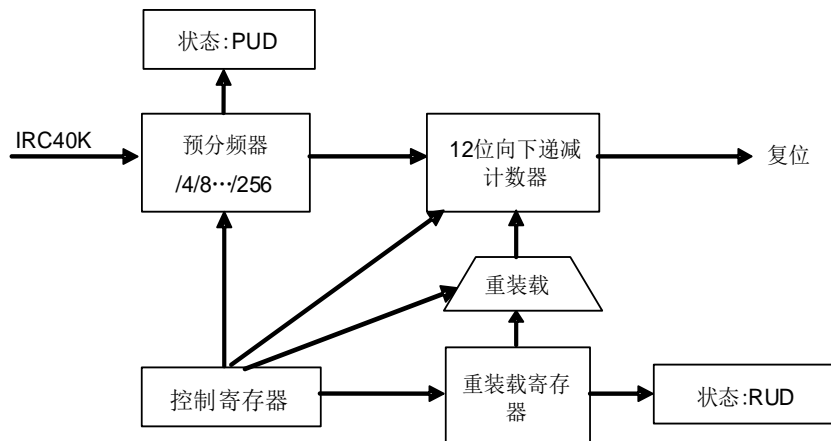 状态:PUD
IRC40K
预分频器
/4/8…/256
12位向下递减
计数器
复位
重装载
控制寄存器
重装载寄存
器
状态:RUD